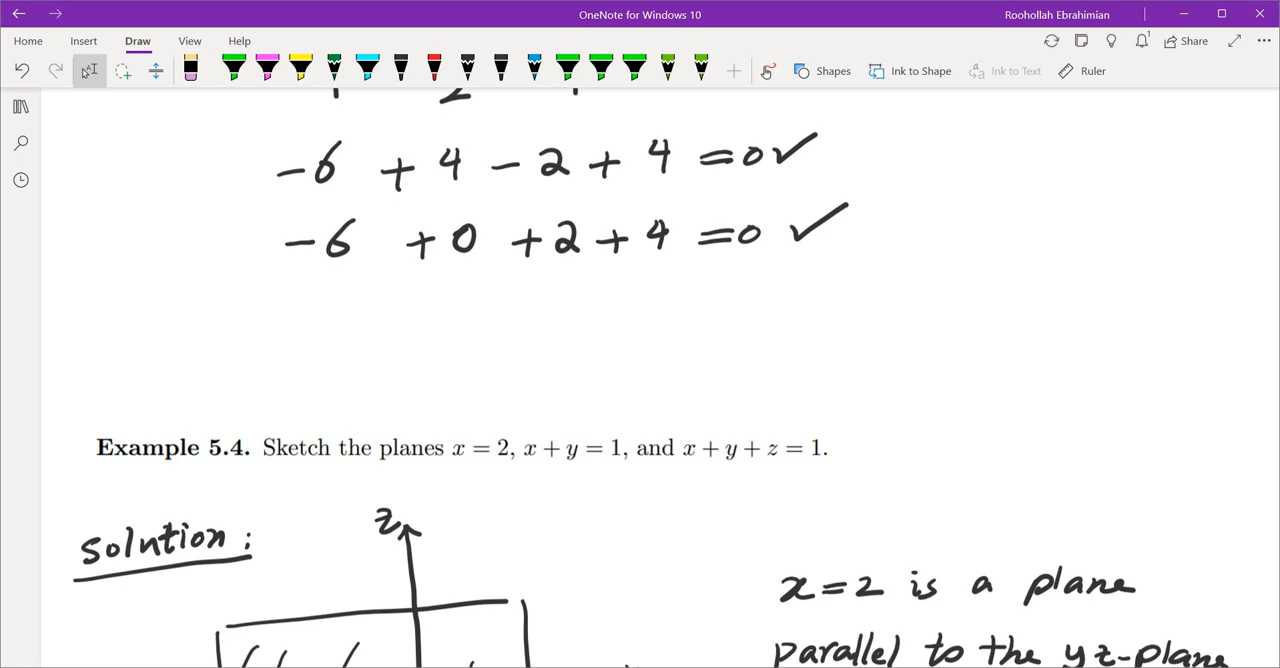 OneNote for Windows 10
Roohollah Ebrahimian
Home Insert Draw View Help
Share
Shapes Ink to Shape Ink to Text Ruler
-6 + 4 - 2 + 4 = 0 ✓
-6 + 0 + 2 + 4 = 0 ✓
Example 5.4. Sketch the planes x = 2, x + y = 1, and x + y + z = 1.
Solution :
z
x = 2 is a plane
parallel to the yz-plane